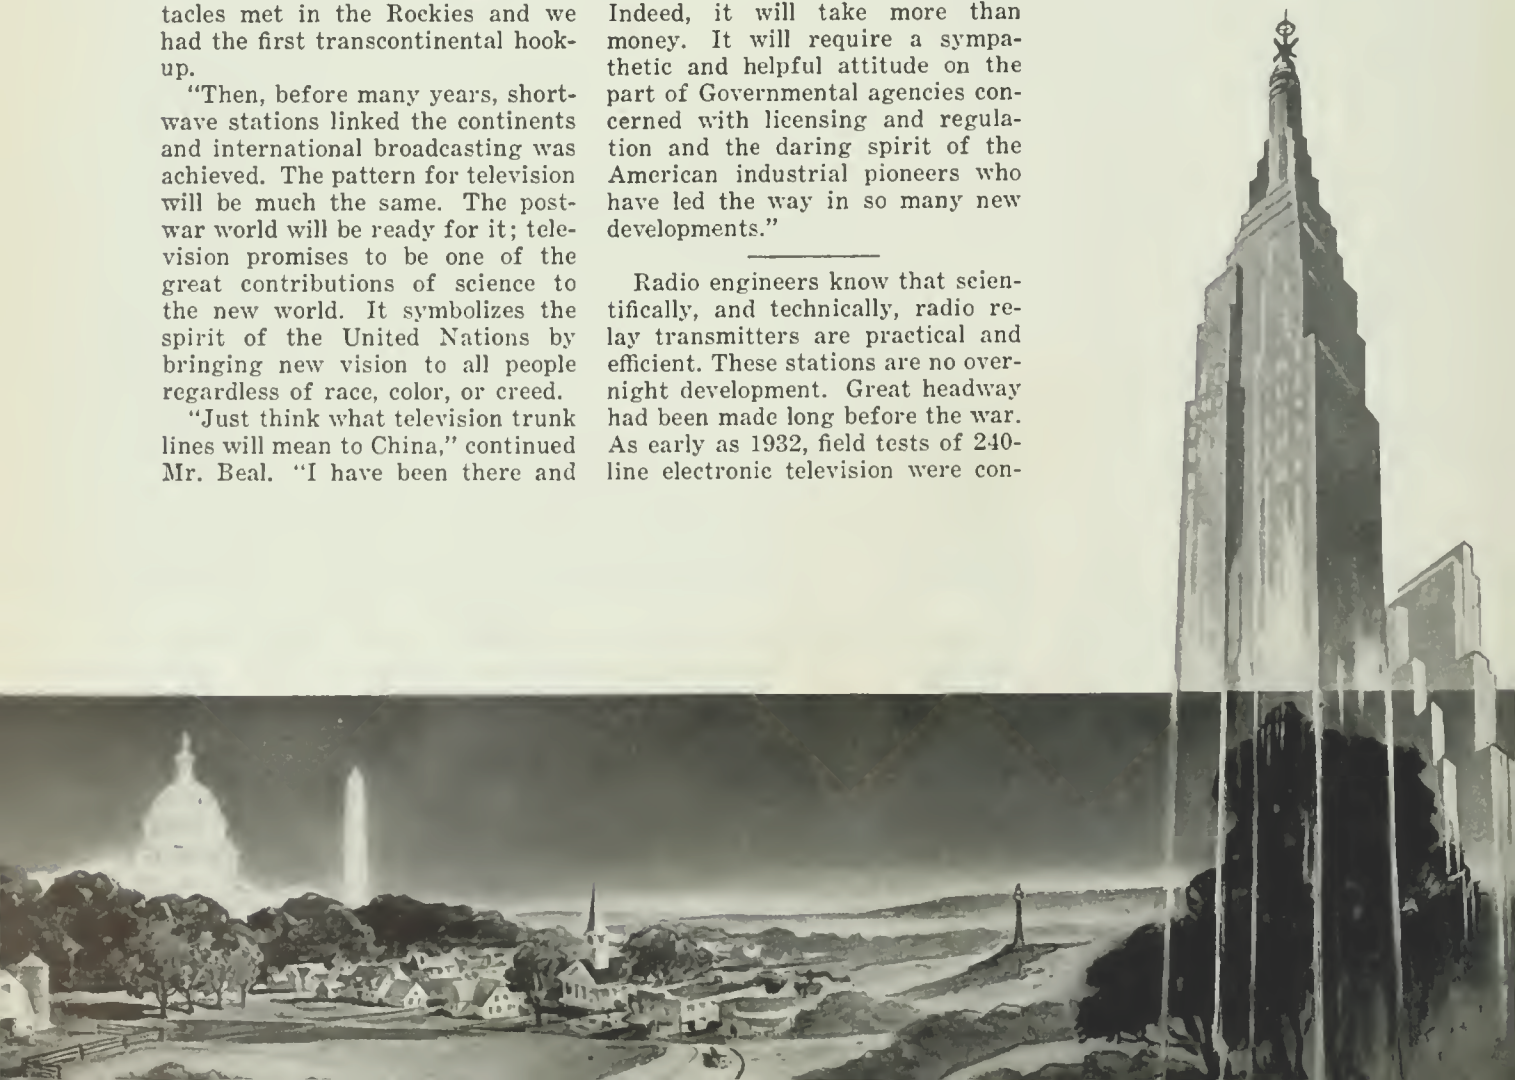 tacles met in the Rockies and we
had the first transcontinental hook-
up.
"Then, before many years, short-
wave stations linked the continents
and international broadcasting was
achieved. The pattern for television
will be much the same. The post-
war world will be ready for it; tele-
vision promises to be one of the
great contributions of science to
the new world. It symbolizes the
spirit of the United Nations by
bringing new vision to all people
regardless of race, color, or creed.
"Just think what television trunk
lines will mean to China," continued
Mr. Beal. "I have been there and
Indeed, it will take more than
money. It will require a sympa-
thetic and helpful attitude on the
part of Governmental agencies con-
cerned with licensing and regula-
tion and the daring spirit of the
American industrial pioneers who
have led the way in so many new
developments."
Radio engineers know that scien-
tifically, and technically, radio re-
lay transmitters are practical and
efficient. These stations are no over-
night development. Great headway
had been made long before the war.
As early as 1932, field tests of 240-
line electronic television were con-